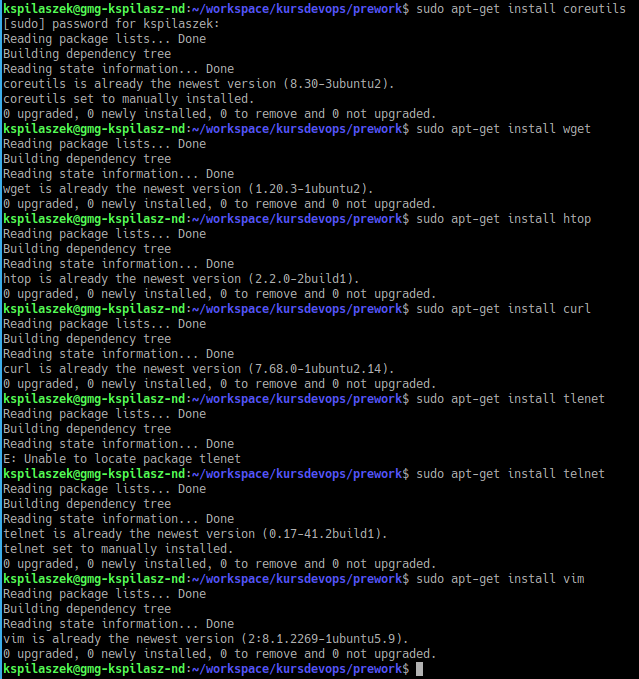 kspilaszek@gmg-kspilasz-nd:~/workspace/kursdevops/prework$ sudo apt-get install coreutils
[sudo] password for kspilaszek:
Reading package lists... Done
Building dependency tree
Reading state information... Done
coreutils is already the newest version (8.30-3ubuntu2).
coreutils set to manually installed.
0 upgraded, 0 newly installed, 0 to remove and 0 not upgraded.
kspilaszek@gmg-kspilasz-nd:~/workspace/kursdevops/prework$ sudo apt-get install wget
Reading package lists... Done
Building dependency tree
Reading state information... Done
wget is already the newest version (1.20.3-1ubuntu2).
0 upgraded, 0 newly installed, 0 to remove and 0 not upgraded.
kspilaszek@gmg-kspilasz-nd:~/workspace/kursdevops/prework$ sudo apt-get install htop
Reading package lists... Done
Building dependency tree
Reading state information... Done
htop is already the newest version (2.2.0-2build1).
0 upgraded, 0 newly installed, 0 to remove and 0 not upgraded.
kspilaszek@gmg-kspilasz-nd:~/workspace/kursdevops/prework$ sudo apt-get install curl
Reading package lists... Done
Building dependency tree
Reading state information... Done
curl is already the newest version (7.68.0-1ubuntu2.14).
0 upgraded, 0 newly installed, 0 to remove and 0 not upgraded.
kspilaszek@gmg-kspilasz-nd:~/workspace/kursdevops/prework$ sudo apt-get install tlenet
Reading package lists... Done
Building dependency tree
Reading state information... Done
E: Unable to locate package tlenet
kspilaszek@gmg-kspilasz-nd:~/workspace/kursdevops/prework$ sudo apt-get install telnet
Reading package lists... Done
Building dependency tree
Reading state information... Done
telnet is already the newest version (0.17-41.2build1).
telnet set to manually installed.
0 upgraded, 0 newly installed, 0 to remove and 0 not upgraded.
kspilaszek@gmg-kspilasz-nd:~/workspace/kursdevops/prework$ sudo apt-get install vim
Reading package lists... Done
Building dependency tree
Reading state information... Done
vim is already the newest version (2:8.1.2269-1ubuntu5.9).
0 upgraded, 0 newly installed, 0 to remove and 0 not upgraded.
kspilaszek@gmg-kspilasz-nd:~/workspace/kursdevops/prework$